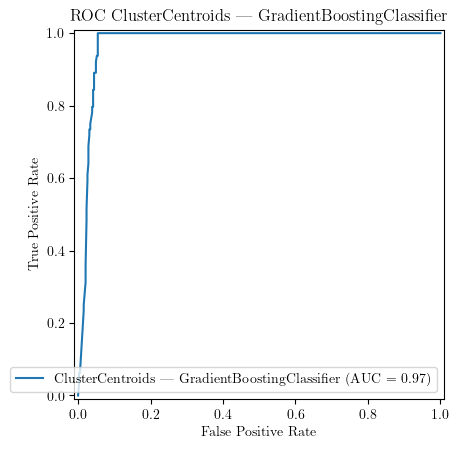 ROC ClusterCentroids — GradientBoostingClassifier
1.0
0.8
0.6
0.4
0.2
0.0
True Positive Rate
ClusterCentroids — GradientBoostingClassifier (AUC = 0.97)
0.0 0.2 0.4 0.6 0.8 1.0
False Positive Rate